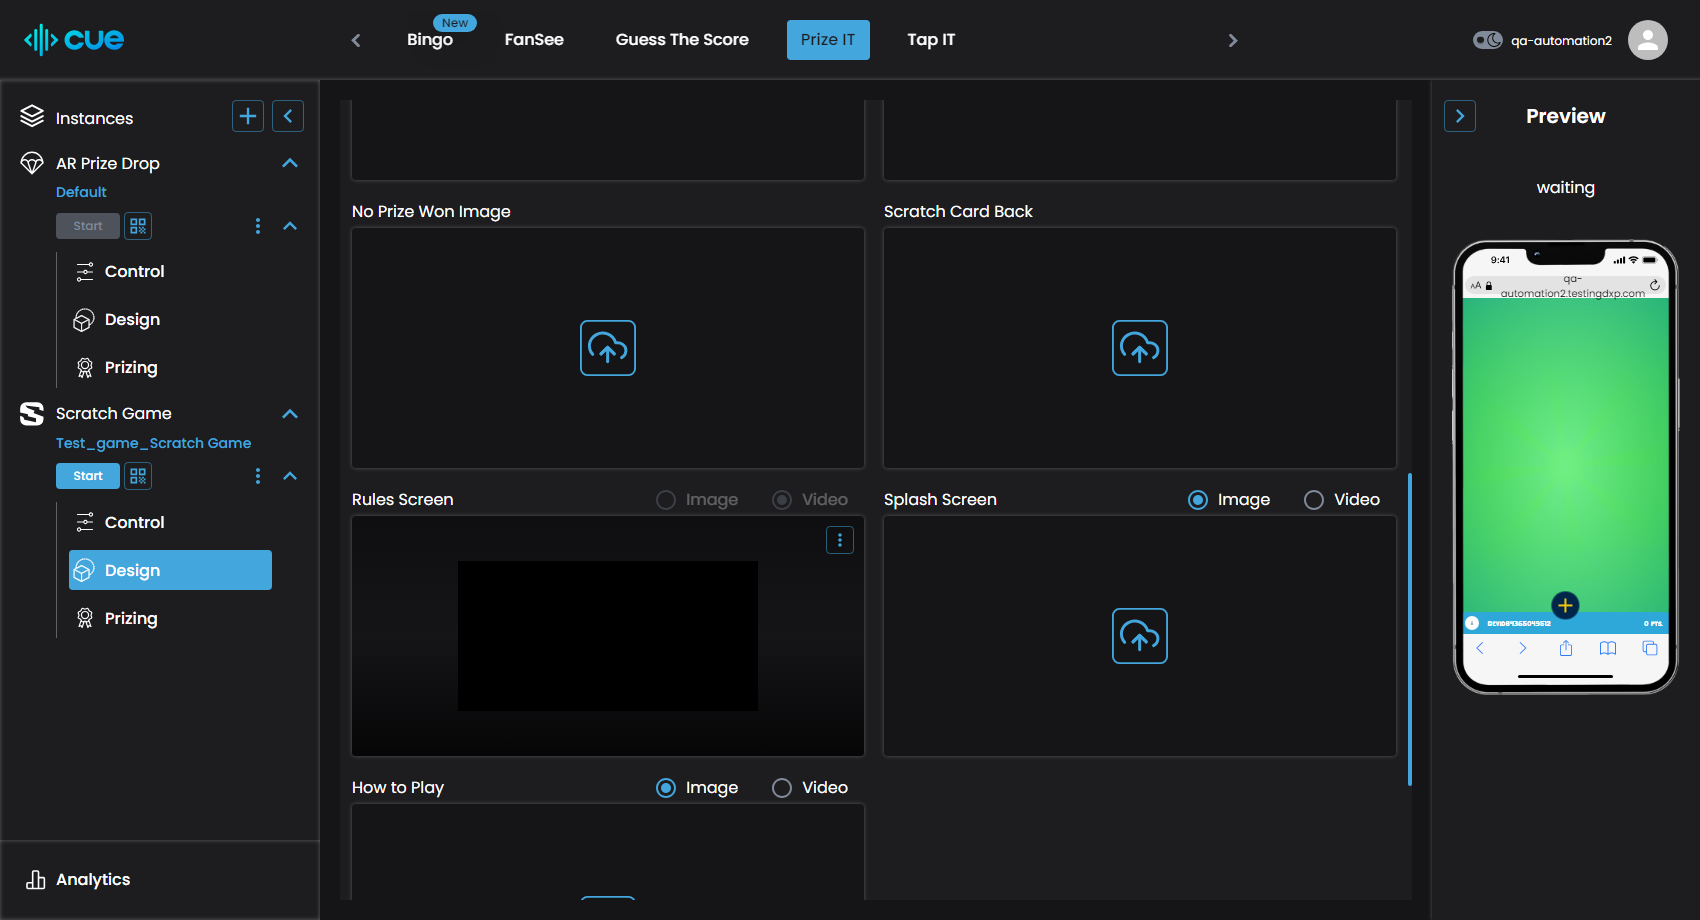 cue
New
Bingo
FanSee
Guess The Score
Prize IT
Tap IT
qa-automation2
Instances
AR Prize Drop
Default
Start
Control
Design
Prizing
Scratch Game
Test_game_Scratch Game
Start
Control
Design
Prizing
Analytics
No Prize Won Image
Scratch Card Back
Rules Screen
Image
Video
Splash Screen
Image
Video
How to Play
Image
Video
Preview
waiting
9:41
AA
qa-
automation2.testingdxp.com
0 PTS.